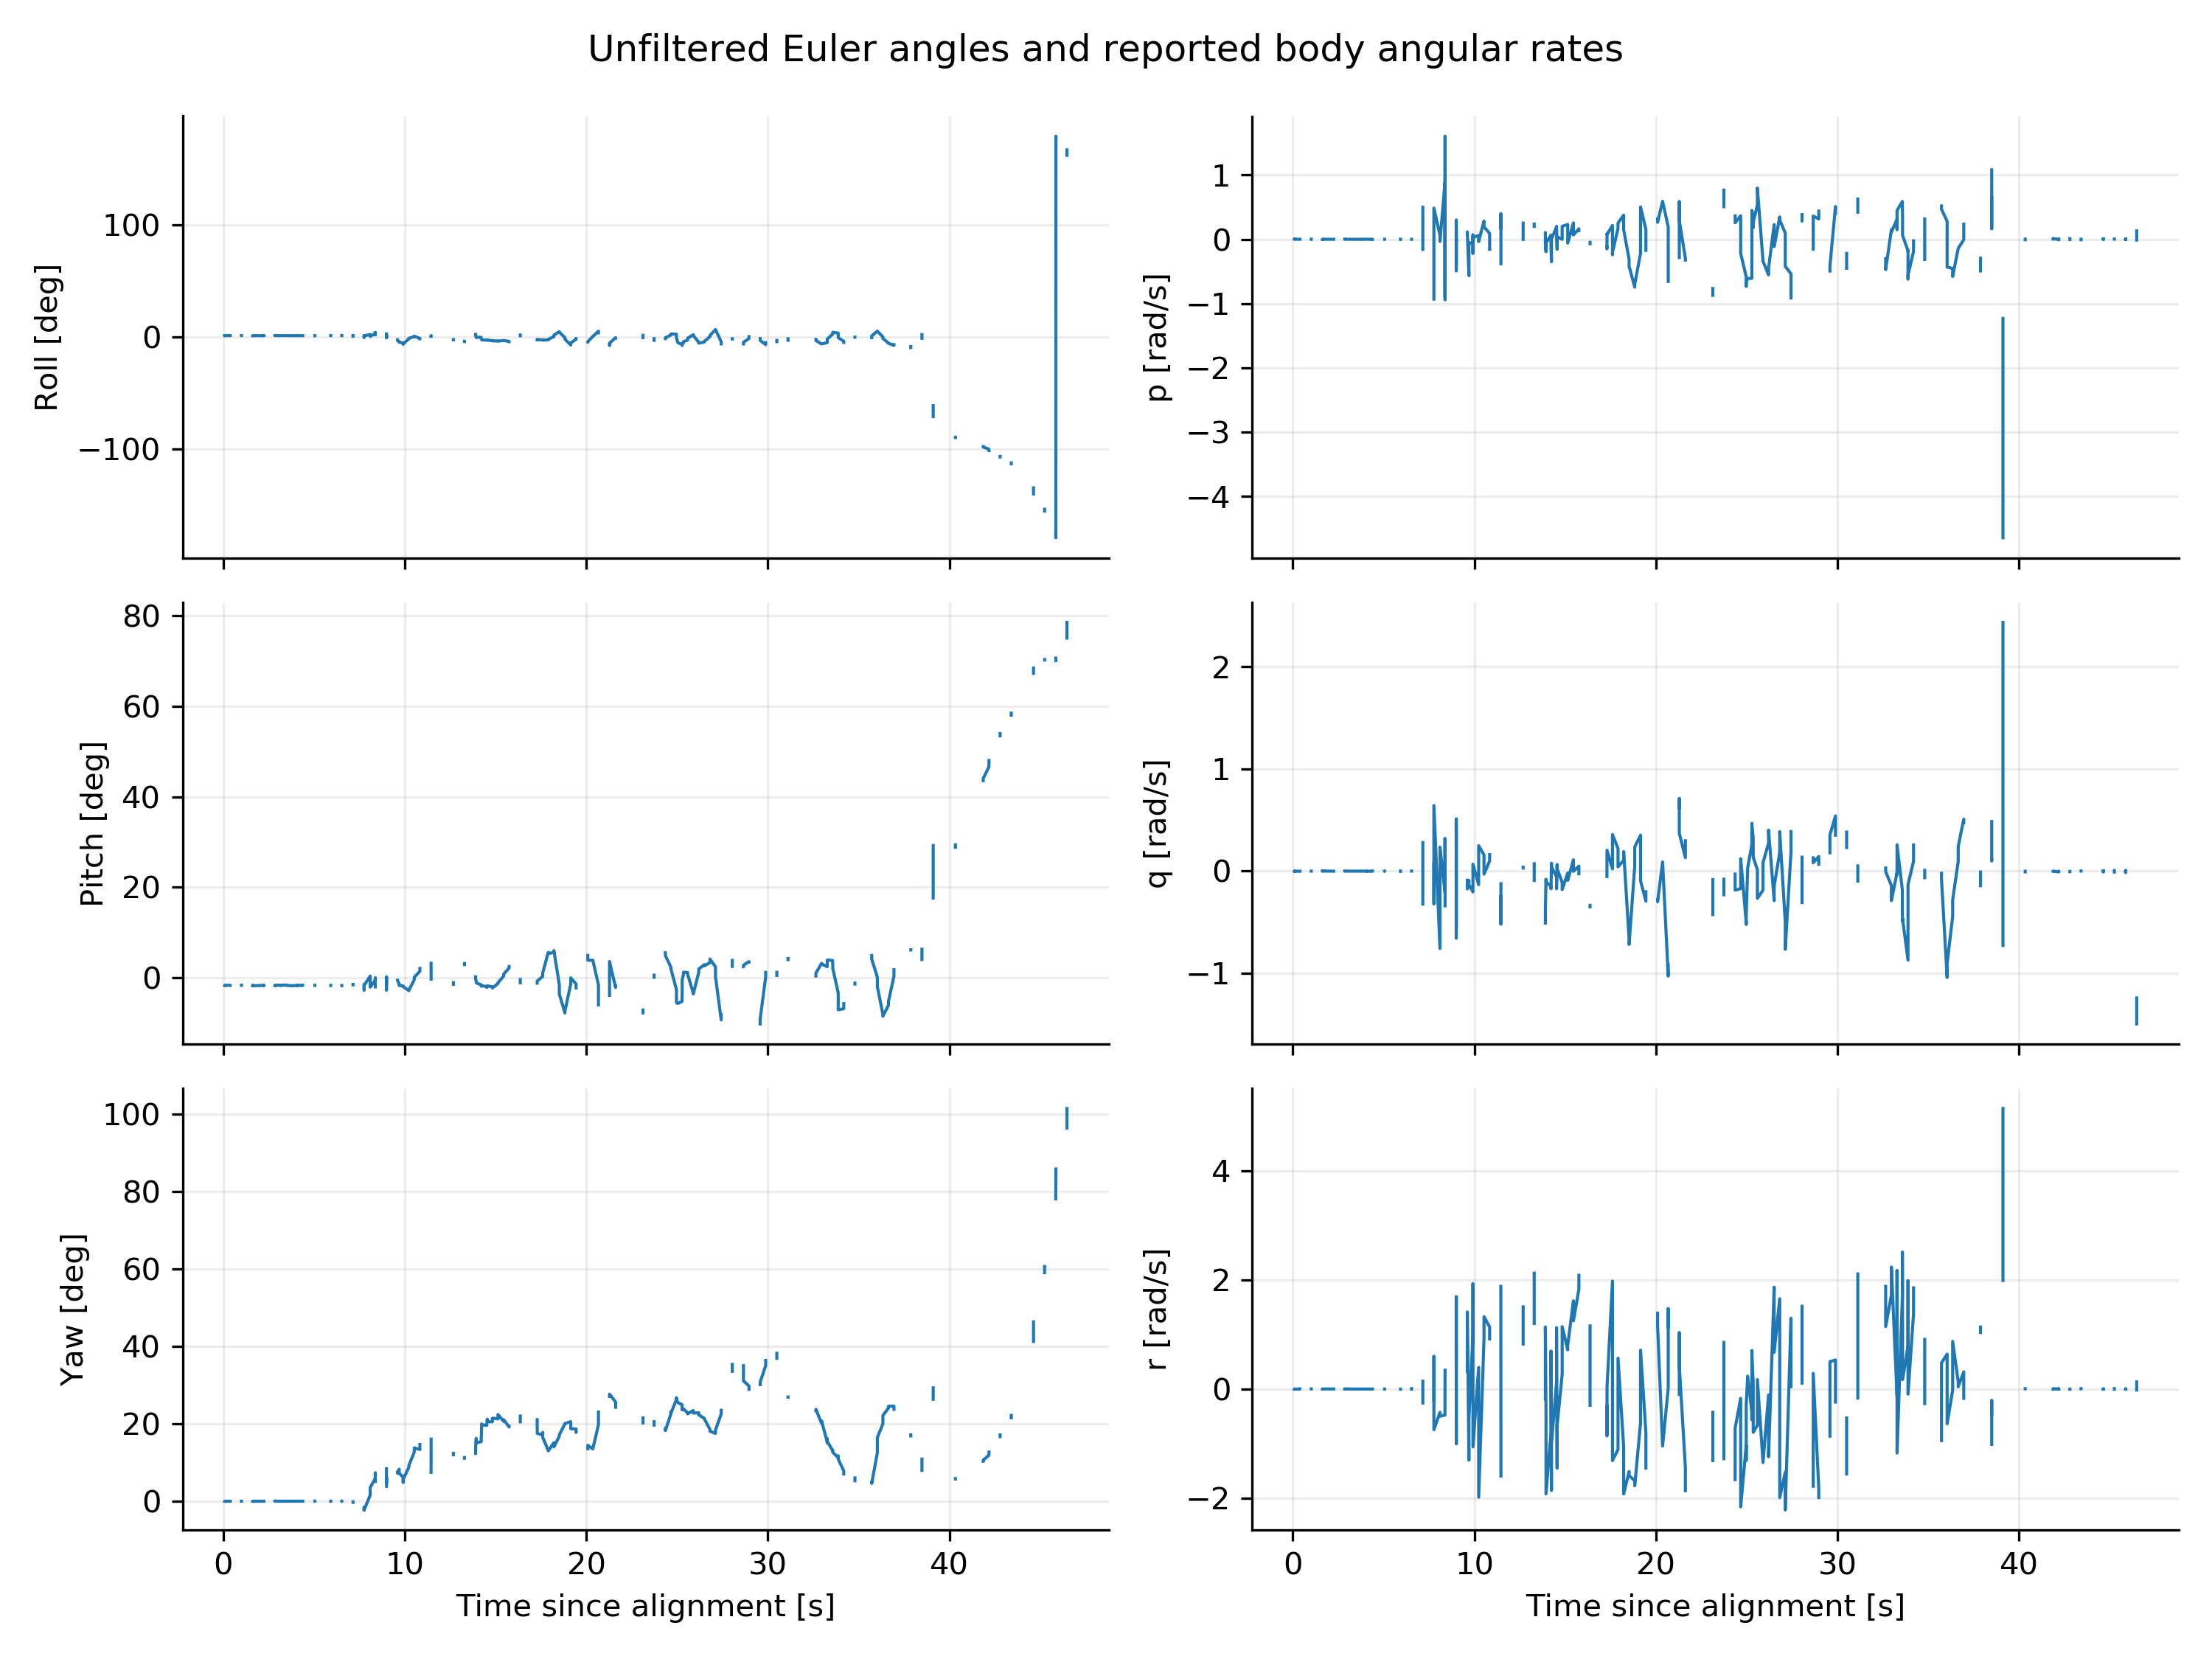 Unfiltered Euler angles and reported body angular rates
Roll [deg]
100
0
−100
p [rad/s]
1
0
−1
−2
−3
−4
Pitch [deg]
80
60
40
20
0
q [rad/s]
2
1
0
−1
Yaw [deg]
100
80
60
40
20
0
0 10 20 30 40
Time since alignment [s]
r [rad/s]
4
2
0
−2
0 10 20 30 40
Time since alignment [s]